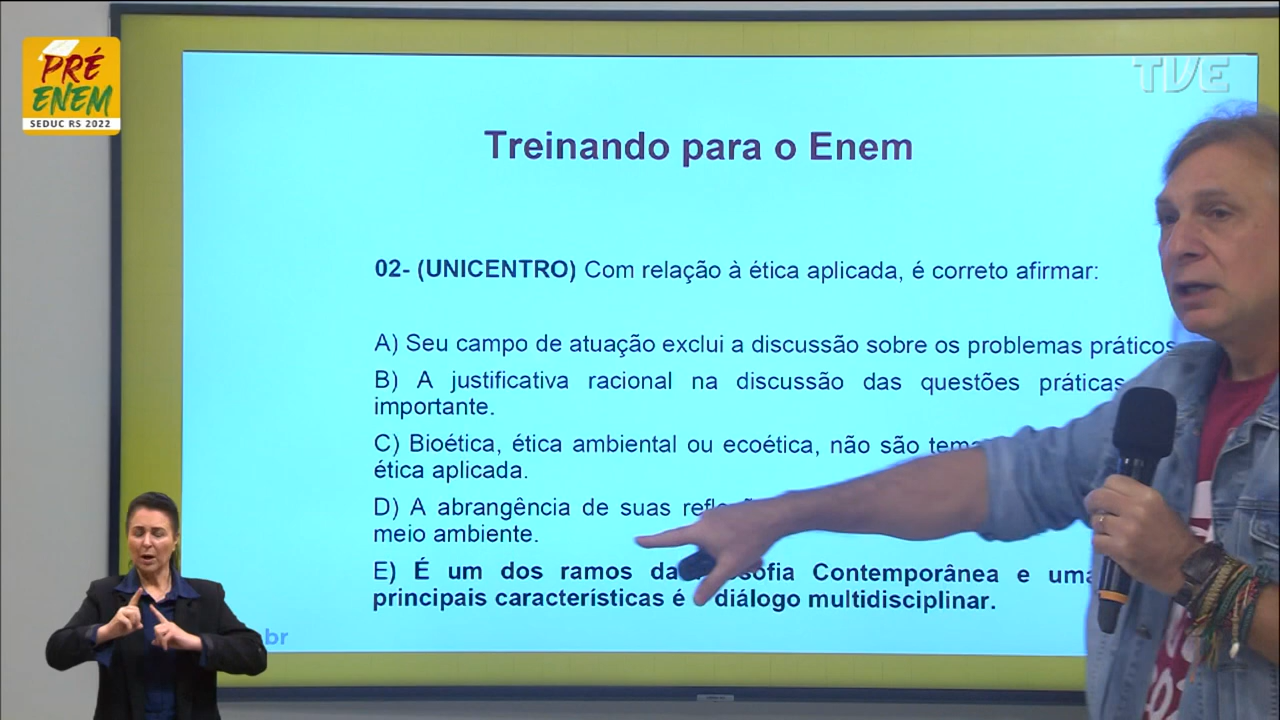 PRÉ
ENEM
SEDUC RS 2022
TVE
Treinando para o Enem
02- (UNICENTRO) Com relação à ética aplicada, é correto afirmar:
A) Seu campo de atuação exclui a discussão sobre os problemas práticos
B) A justificativa racional na discussão das questões práticas
importante.
C) Bioética, ética ambiental ou ecoética, não são
ética aplicada.
D) A abrangência de suas
meio ambiente.
E) É um dos ramos da Contemporânea e uma
principais características é diálogo multidisciplinar.
br